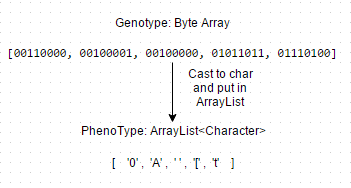 Genotype: Byte Array
[00110000, 00100001, 00100000, 01011011, 01110100]
Cast to char
and put in
ArrayList
PhenoType: ArrayList<Character>
[ '0' , 'A' , ' ' , '[' , 't' ]